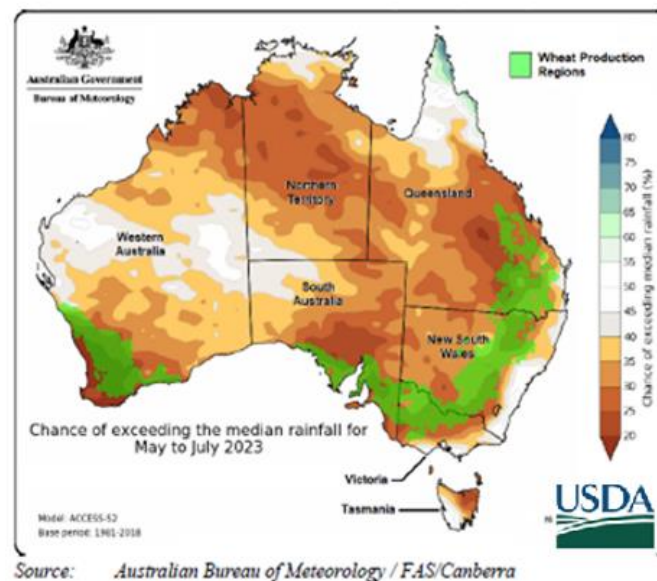 Australian Government
Bureau of Meteorology
Wheat Production
Regions
80
75
70
65
60
55
50
45
40
35
30
25
20
Chance of exceeding median rainfall (%)
Northern
Territory
Queensland
Western
Australia
South
Australia
New South
Wales
Chance of exceeding the median rainfall for
May to July 2023
Victoria
Tasmania
Model: ACCESS-S2
Base period: 1981-2018
USDA
Source: Australian Bureau of Meteorology / FAS/Canberra